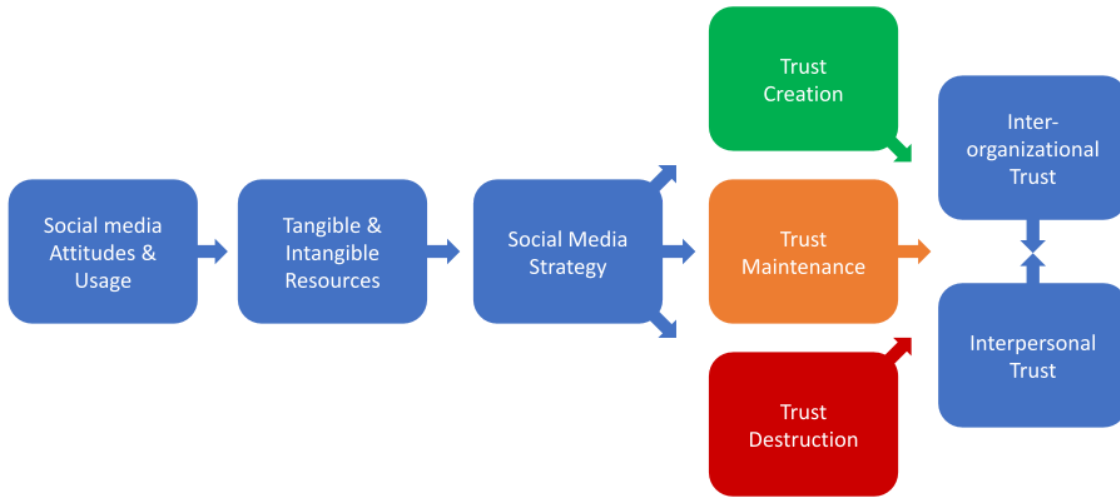 Social media
Attitudes &
Usage
Tangible &
Intangible
Resources
Social Media
Strategy
Trust
Creation
Trust
Maintenance
Trust
Destruction
Inter-
organizational
Trust
Interpersonal
Trust